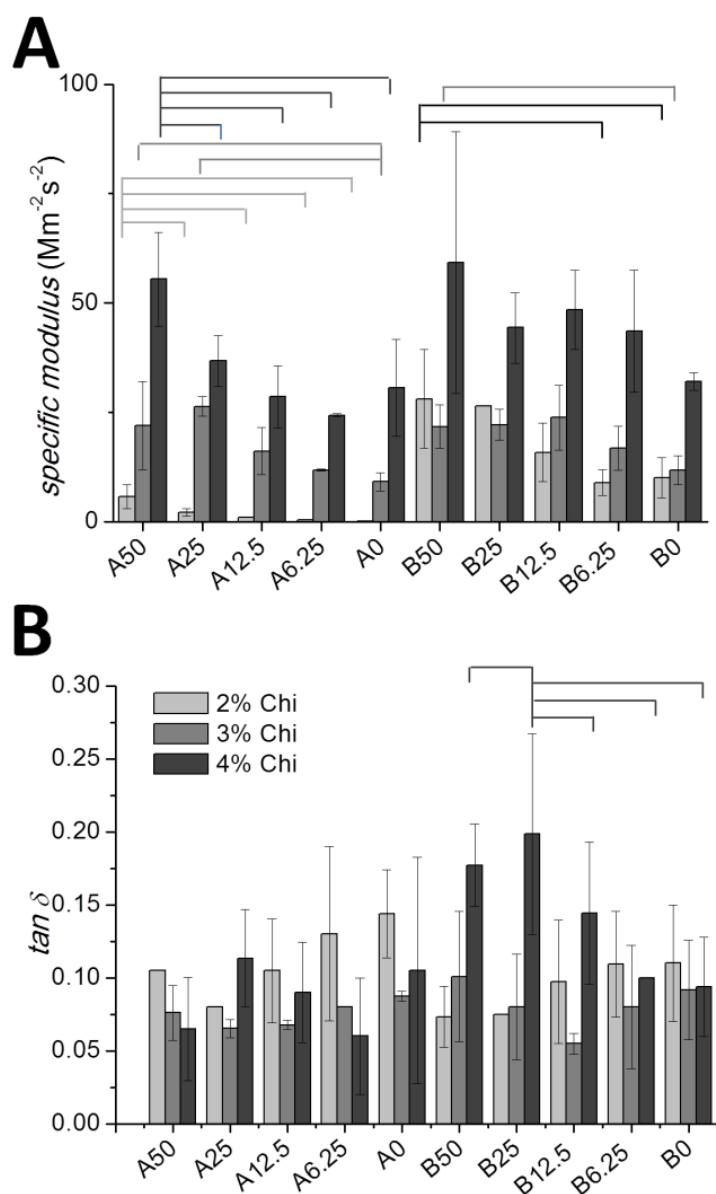 A
100
50
0
specific modulus (Mm⁻²s⁻²)
A50 A25 A12.5 A6.25 A0 B50 B25 B12.5 B6.25 B0
B
0.30
0.25
0.20
0.15
0.10
0.05
0.00
tan δ
2% Chi
3% Chi
4% Chi
A50 A25 A12.5 A6.25 A0 B50 B25 B12.5 B6.25 B0